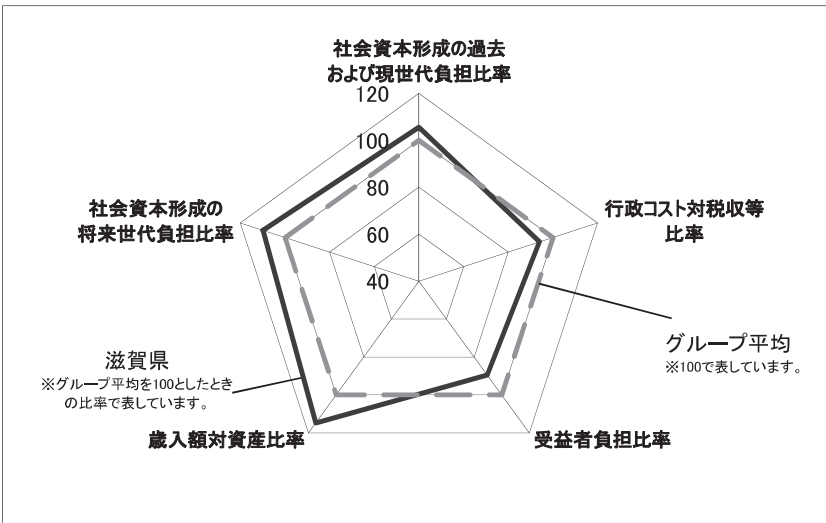 社会資本形成の過去
および現世代負担比率
120
100
80
60
40
社会資本形成の
将来世代負担比率
行政コスト対税収等
比率
グループ平均
※100で表しています。
滋賀県
※グループ平均を100としたとき
の比率で表しています。
歳入額対資産比率
受益者負担比率